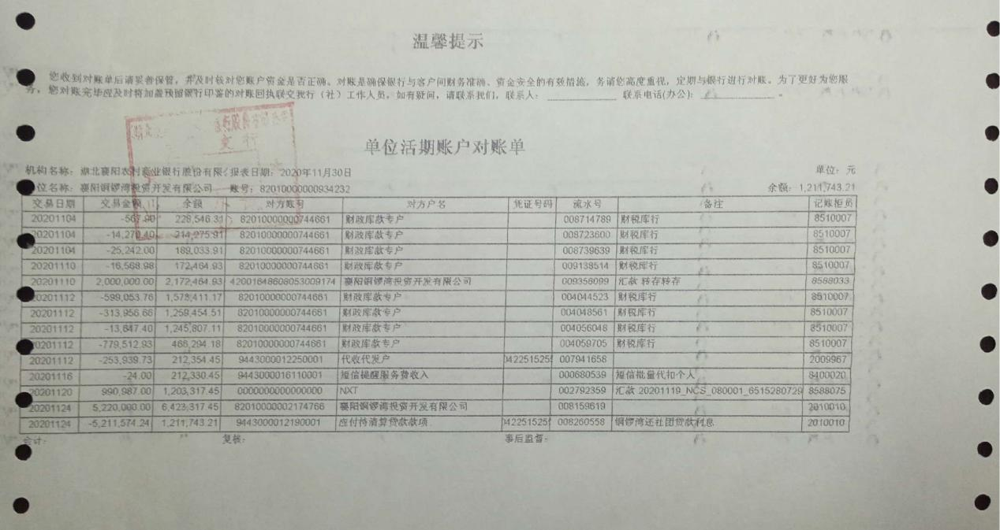 温馨提示
您收到对账单后请妥善保管，并及时核对您账户资金是否正确。对账是确保银行与客户间财务准确、资金安全的有效措施，务请您高度重视，定期与银行进行对账。为了更好为您服
务，您对账完毕应及时将加盖预留银行印鉴的对账回执联交我行（社）工作人员，如有疑问，请联系我们，联系人： 联系电话(办公)： 。
支行
单位活期账户对账单
机构名称：湖北襄阳农村商业银行股份有限 报表日期：2020年11月30日 单位：元
位名称：襄阳铜锣湾投资开发有限公司 账号：82010000000934232 余额：1,211,743.21
交易日期 交易金额 余额 对方账号 对方户名 凭证号码 流水号 备注 记账柜员
20201104 -567.90 228,546.31 82010000000744661 财政库款专户 008714789 财税库行 8510007
20201104 -14,270.40 214,275.91 82010000000744661 财政库款专户 008723600 财税库行 8510007
20201104 -25,242.00 189,033.91 82010000000744661 财政库款专户 008739639 财税库行 8510007
20201110 -16,568.98 172,464.93 82010000000744661 财政库款专户 009138514 财税库行 8510007
20201110 2,000,000.00 2,172,464.93 42001648608053009174 襄阳铜锣湾投资开发有限公司 009356099 汇款 转存转存 8588033
20201112 -599,053.76 1,573,411.17 82010000000744661 财政库款专户 004044523 财税库行 8510007
20201112 -313,956.66 1,259,454.51 82010000000744661 财政库款专户 004048561 财税库行 8510007
20201112 -13,647.40 1,245,807.11 82010000000744661 财政库款专户 004056048 财税库行 8510007
20201112 -779,512.93 466,294.18 82010000000744661 财政库款专户 004059705 财税库行 8510007
20201112 -253,939.73 212,354.45 9443000012250001 代收代发户 42251525 007941658 2009967
20201116 -24.00 212,330.45 9443000016110001 短信提醒服务费收入 000680539 短信批量代扣个人 8400020
20201120 990,987.00 1,203,317.45 0000000000000000 NXT 002792359 汇款 20201119_NCS_080001_6515280729 8588075
20201124 5,220,000.00 6,423,317.45 82010000002174766 襄阳铜锣湾投资开发有限公司 008159619 2010010
20201124 -5,211,574.24 1,211,743.21 9443000012190001 应付待清算贷款款项 42251525 008260558 铜锣湾还社团贷款利息 2010010
会计： 复核： 事后监督：